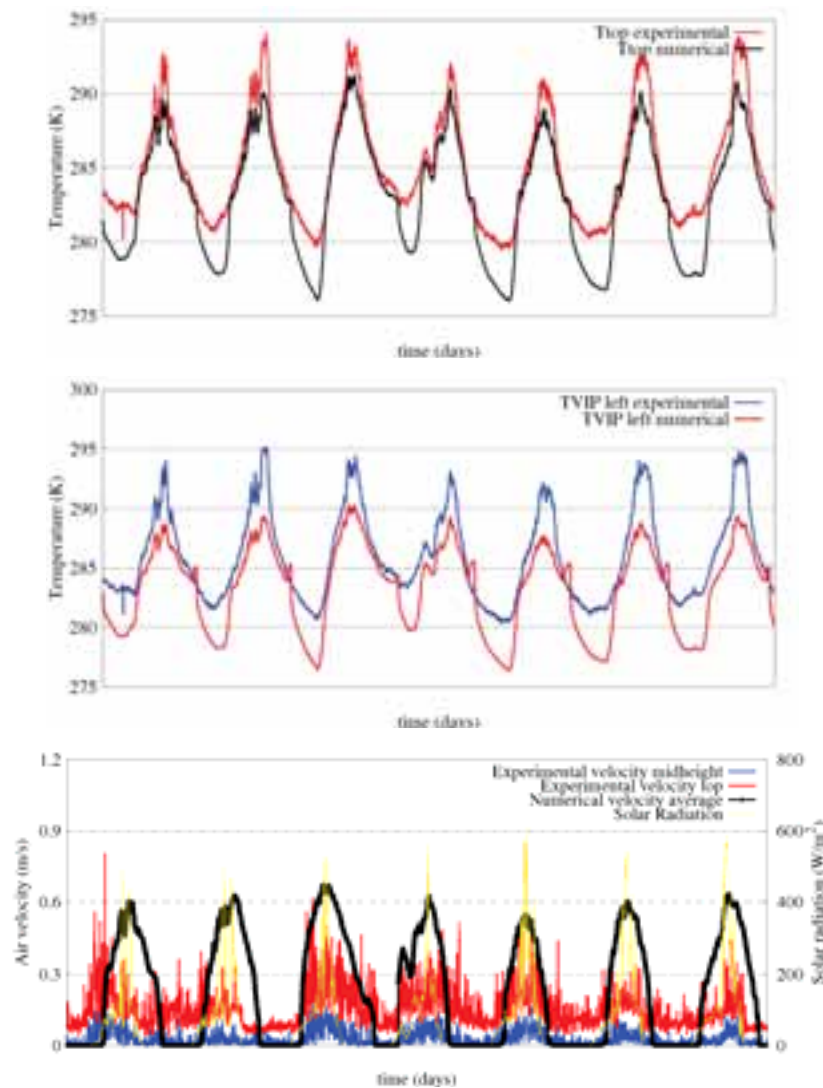 295
290
285
280
275
Temperature (K)
Ttop experimental
Ttop numerical
time (days)
300
295
290
285
280
275
Temperature (K)
TVIP left experimental
TVIP left numerical
time (days)
1.2
0.9
0.6
0.3
0
Air velocity (m/s)
Experimental velocity midheight
Experimental velocity top
Numerical velocity average
Solar Radiation
800
600
400
200
0
Solar radiation (W/m²)
time (days)